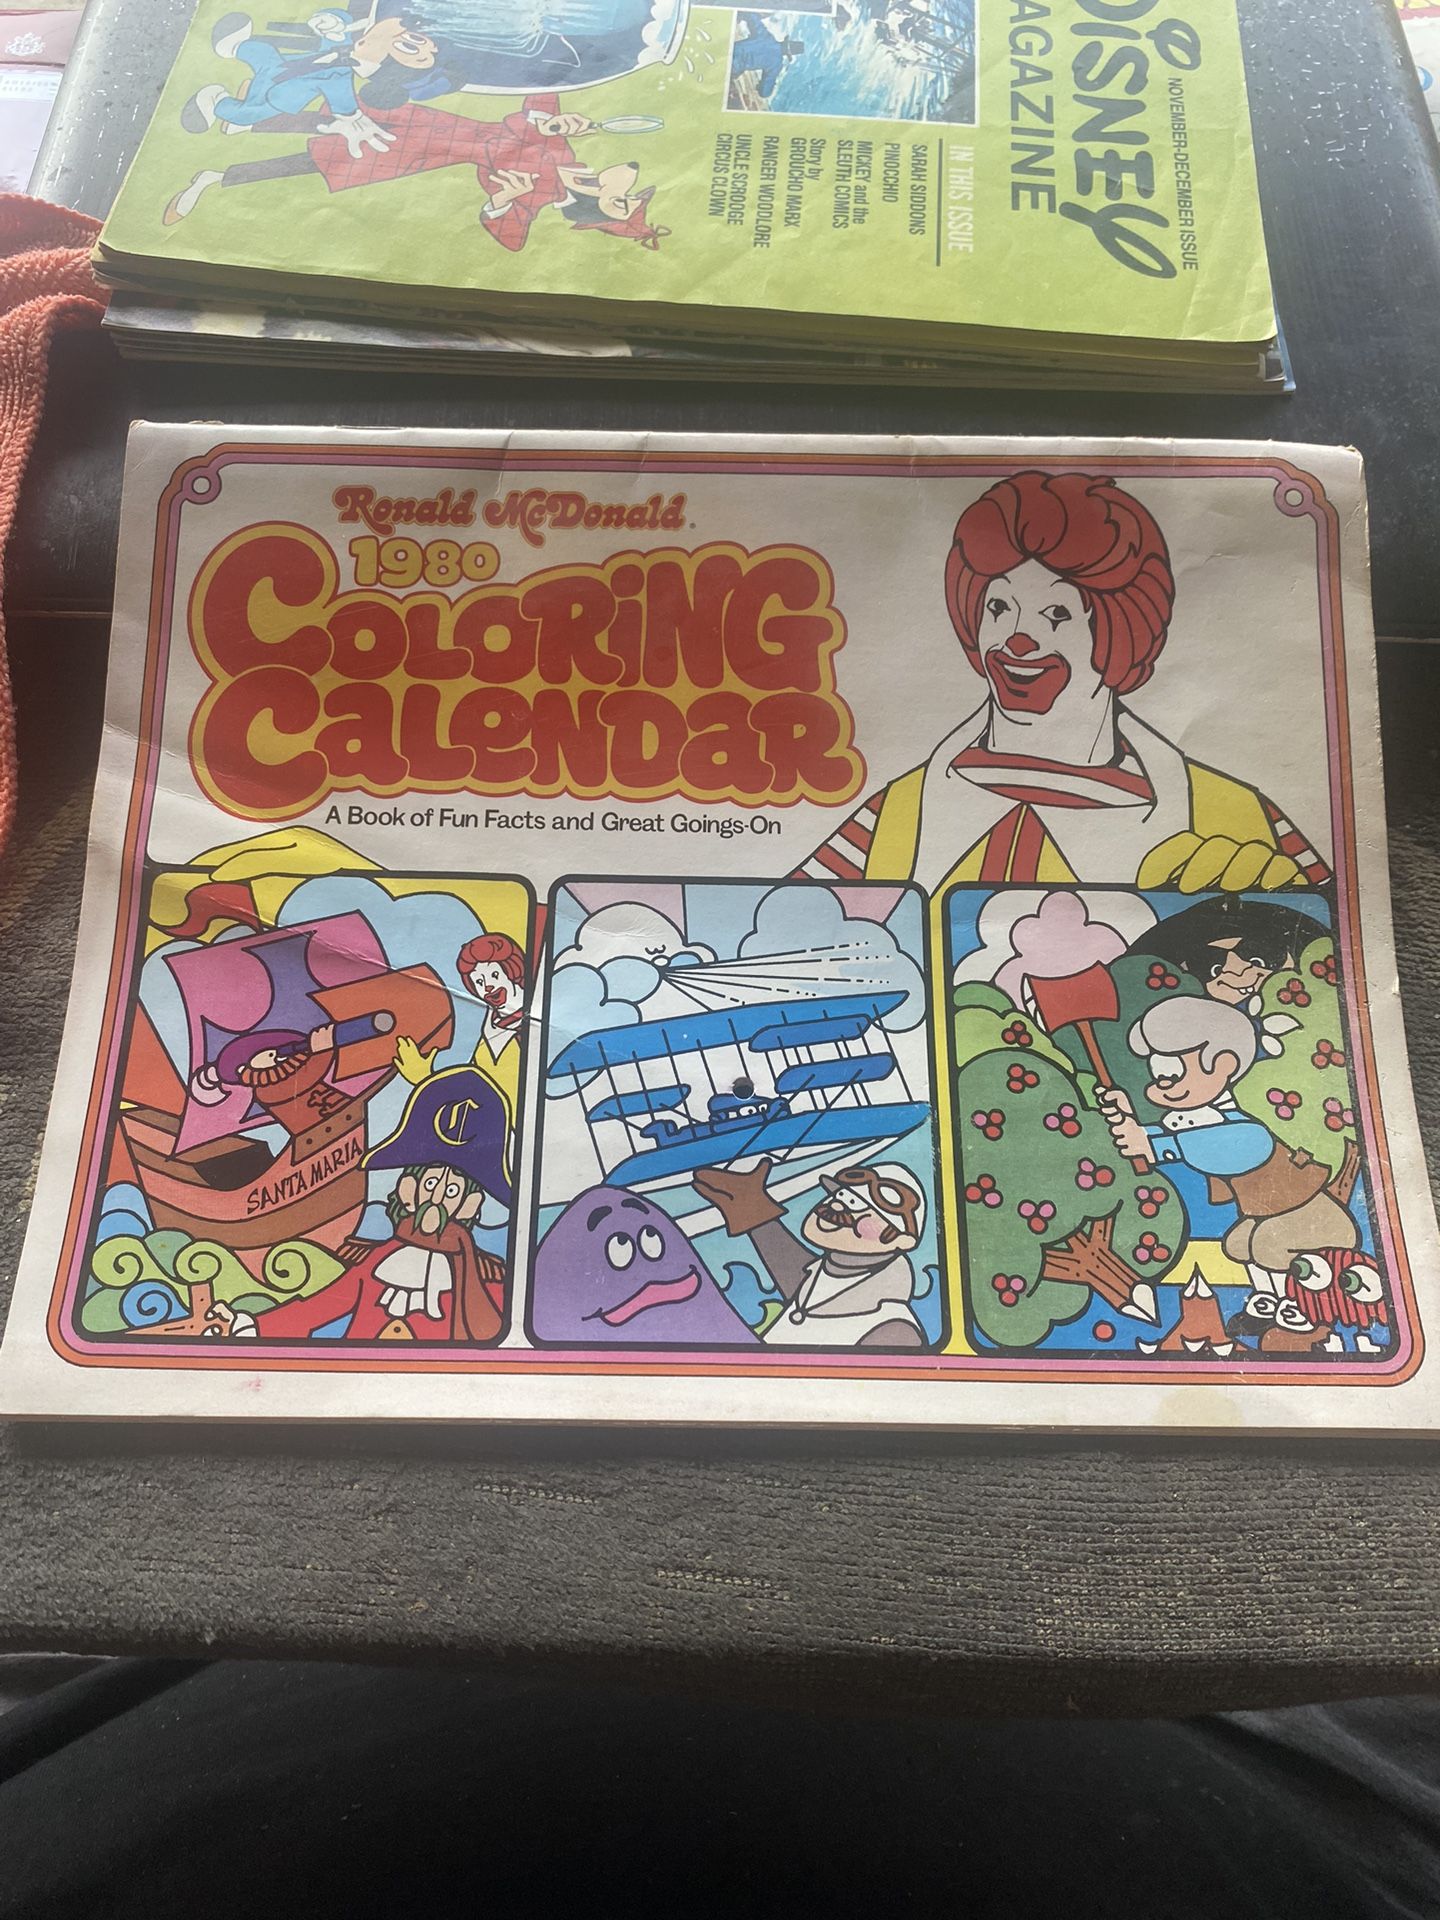 DISNEY
MAGAZINE
NOVEMBER-DECEMBER ISSUE
IN THIS ISSUE
SARAH SIDDONS
PINOCCHIO
MICKEY and the
SLEUTH COMICS
Story by
GROUCHO MARX
RANGER WOODLORE
UNCLE SCROOGE
CIRCUS CLOWN
Ronald McDonald®
1980
COLORiNG
CaLeNDaR
A Book of Fun Facts and Great Goings-On
C
SANTA MARIA